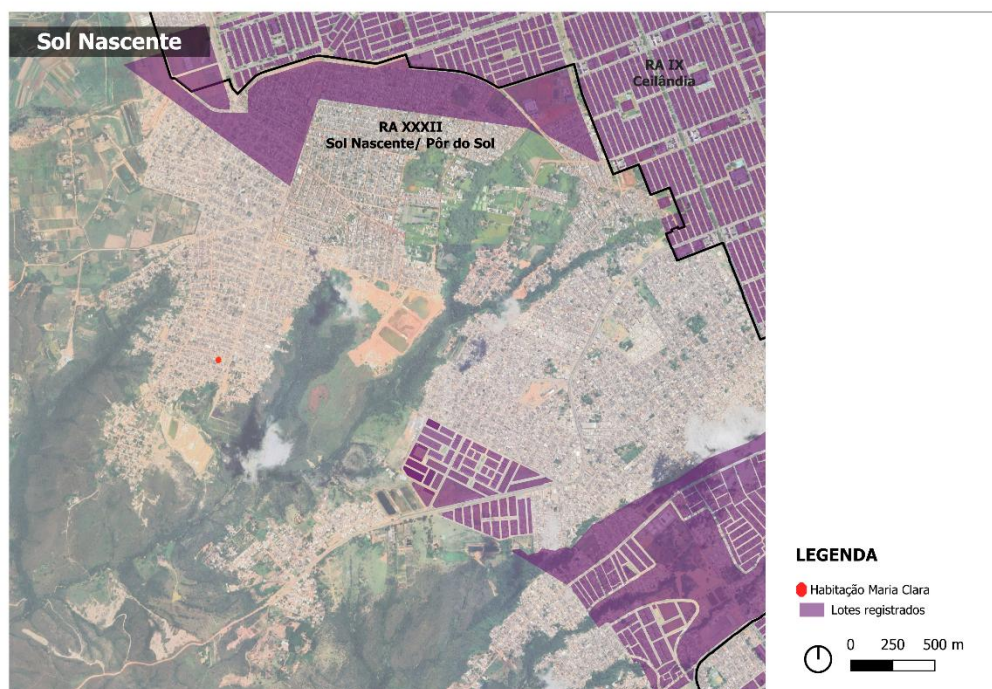 Sol Nascente
RA IX
Ceilândia
RA XXXII
Sol Nascente/ Pôr do Sol
LEGENDA
Habitação Maria Clara
Lotes registrados
0 250 500 m